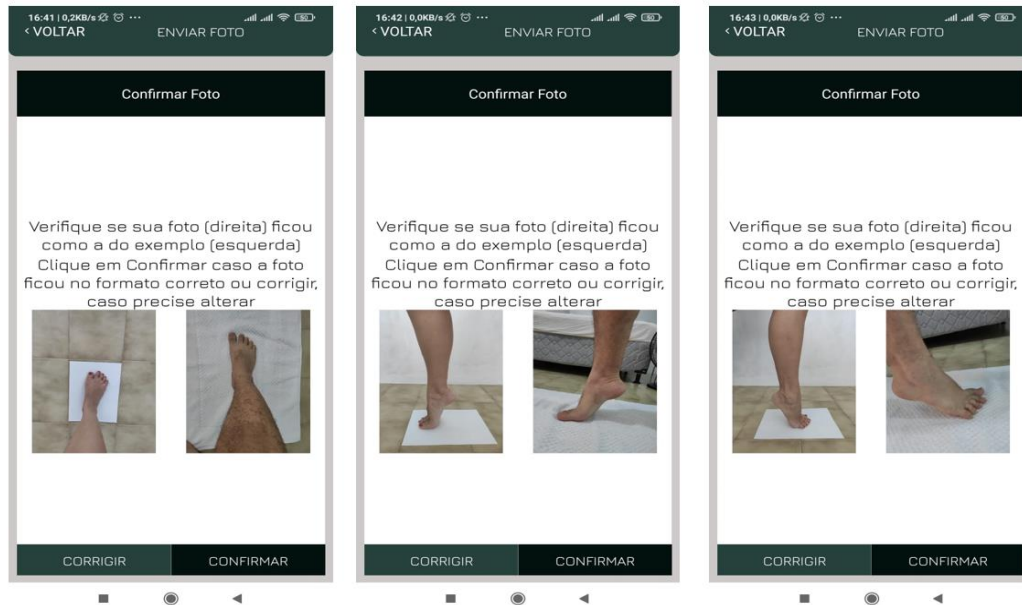 16:41 | 0,2KB/s ···
50
< VOLTAR ENVIAR FOTO
Confirmar Foto
Verifique se sua foto (direita) ficou
como a do exemplo (esquerda)
Clique em Confirmar caso a foto
ficou no formato correto ou corrigir,
caso precise alterar
CORRIGIR CONFIRMAR
16:42 | 0,0KB/s ···
50
< VOLTAR ENVIAR FOTO
Confirmar Foto
Verifique se sua foto (direita) ficou
como a do exemplo (esquerda)
Clique em Confirmar caso a foto
ficou no formato correto ou corrigir,
caso precise alterar
CORRIGIR CONFIRMAR
16:43 | 0,0KB/s ···
50
< VOLTAR ENVIAR FOTO
Confirmar Foto
Verifique se sua foto (direita) ficou
como a do exemplo (esquerda)
Clique em Confirmar caso a foto
ficou no formato correto ou corrigir,
caso precise alterar
CORRIGIR CONFIRMAR